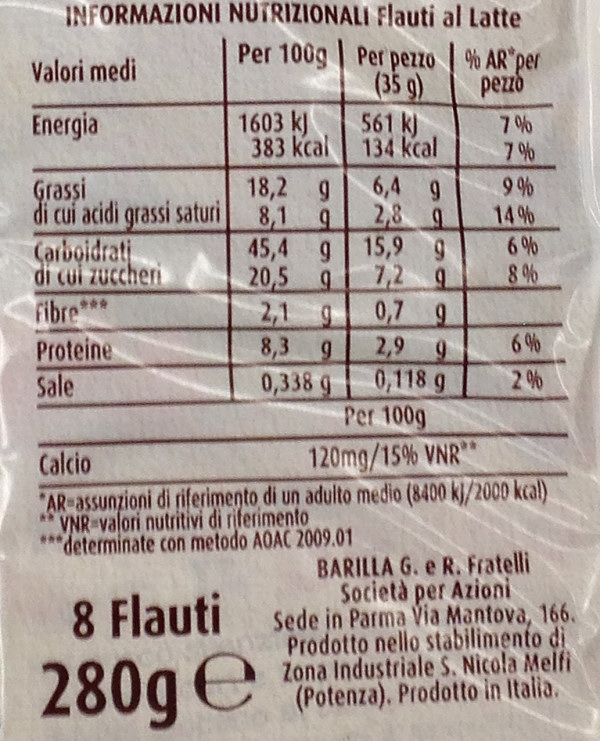 INFORMAZIONI NUTRIZIONALI Flauti al Latte
Valori medi Per 100g Per pezzo (35 g) % AR*per pezzo
Energia 1603 kJ 561 kJ 7%
383 kcal 134 kcal 7%
Grassi 18,2 g 6,4 g 9%
di cui acidi grassi saturi 8,1 g 2,8 g 14%
Carboidrati 45,4 g 15,9 g 6%
di cui zuccheri 20,5 g 7,2 g 8%
Fibre*** 2,1 g 0,7 g
Proteine 8,3 g 2,9 g 6%
Sale 0,338 g 0,118 g 2%
Per 100g
Calcio 120mg/15% VNR**
*AR=assunzioni di riferimento di un adulto medio (8400 kJ/2000 kcal)
** VNR=valori nutritivi di riferimento
***determinate con metodo AOAC 2009.01
8 Flauti
280g e
BARILLA G. e R. Fratelli
Società per Azioni
Sede in Parma Via Mantova, 166.
Prodotto nello stabilimento di
Zona Industriale S. Nicola Melfi
(Potenza). Prodotto in Italia.